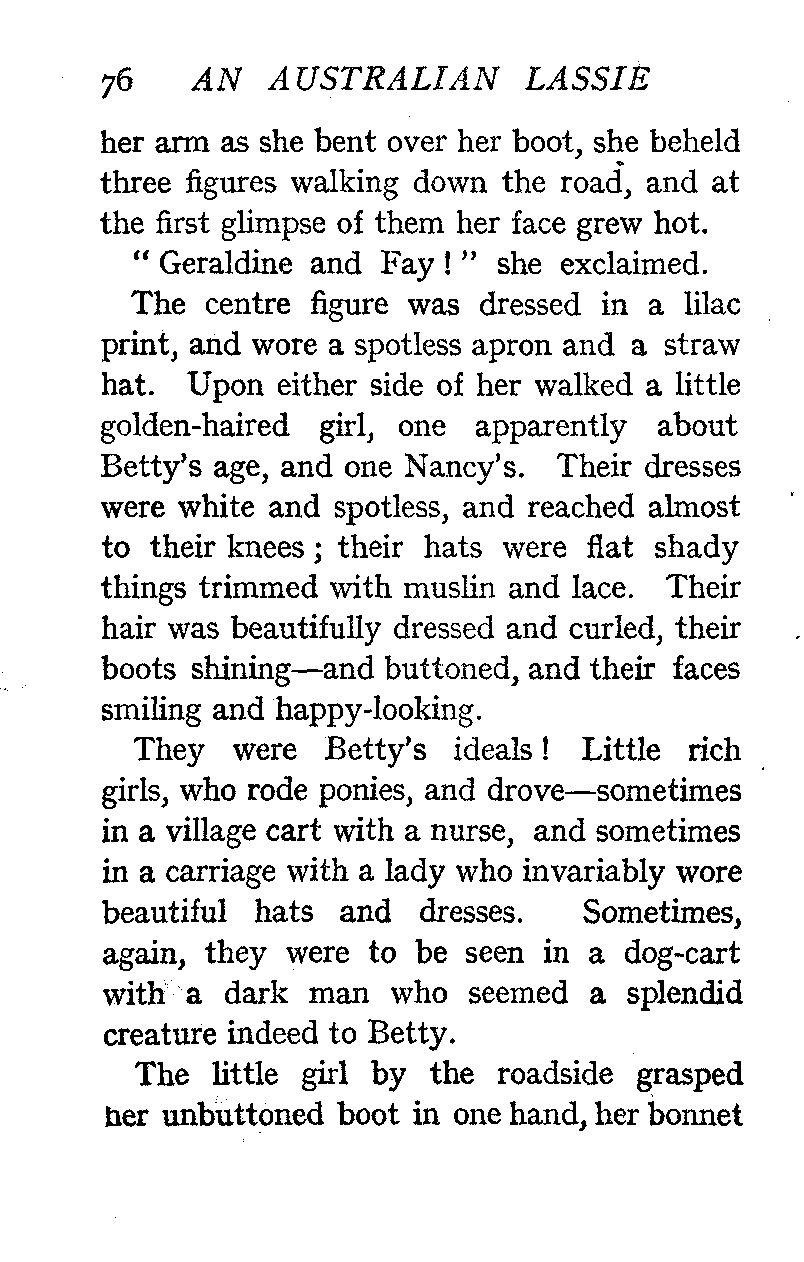 76 AN AUSTRALIAN LASSIE
her arm as she bent over her boot, she beheld
three figures walking down the road, and at
the first glimpse of them her face grew hot.
“ Geraldine and Fay ! ” she exclaimed.
The centre figure was dressed in a lilac
print, and wore a spotless apron and a straw
hat. Upon either side of her walked a little
golden-haired girl, one apparently about
Betty’s age, and one Nancy’s. Their dresses
were white and spotless, and reached almost
to their knees ; their hats were flat shady
things trimmed with muslin and lace. Their
hair was beautifully dressed and curled, their
boots shining—and buttoned, and their faces
smiling and happy-looking.
They were Betty’s ideals ! Little rich
girls, who rode ponies, and drove—sometimes
in a village cart with a nurse, and sometimes
in a carriage with a lady who invariably wore
beautiful hats and dresses. Sometimes,
again, they were to be seen in a dog-cart
with a dark man who seemed a splendid
creature indeed to Betty.
The little girl by the roadside grasped
her unbuttoned boot in one hand, her bonnet